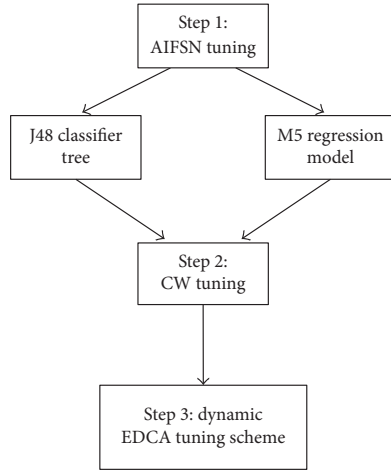 Step 1:
AIFSN tuning
J48 classifier
tree
M5 regression
model
Step 2:
CW tuning
Step 3: dynamic
EDCA tuning scheme